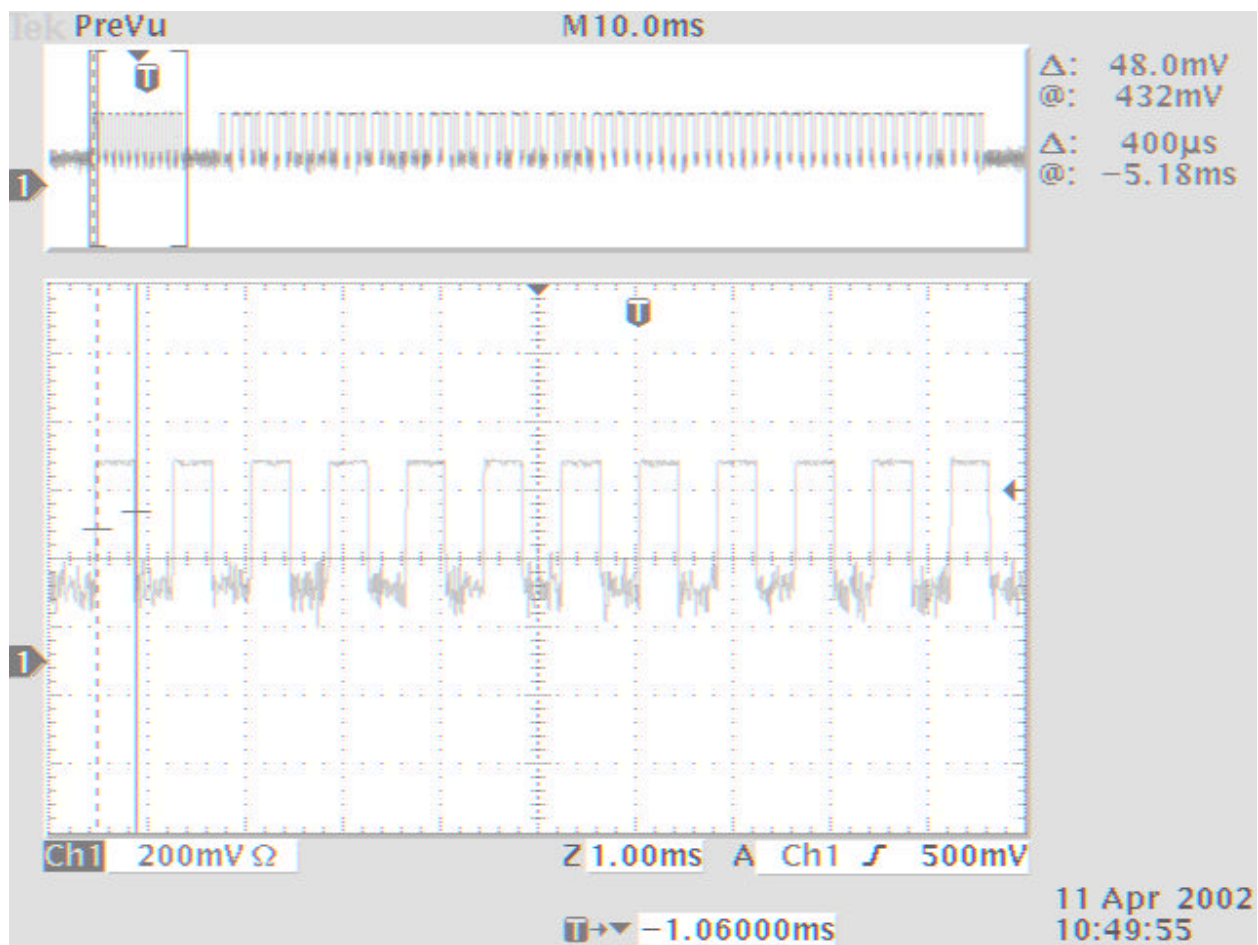 Tek PreVu M10.0ms
T
Δ: 48.0mV
@: 432mV
Δ: 400µs
@: −5.18ms
1
T
1
Ch1 200mV Ω Z 1.00ms A Ch1 500mV
T→▼ −1.06000ms
11 Apr 2002
10:49:55